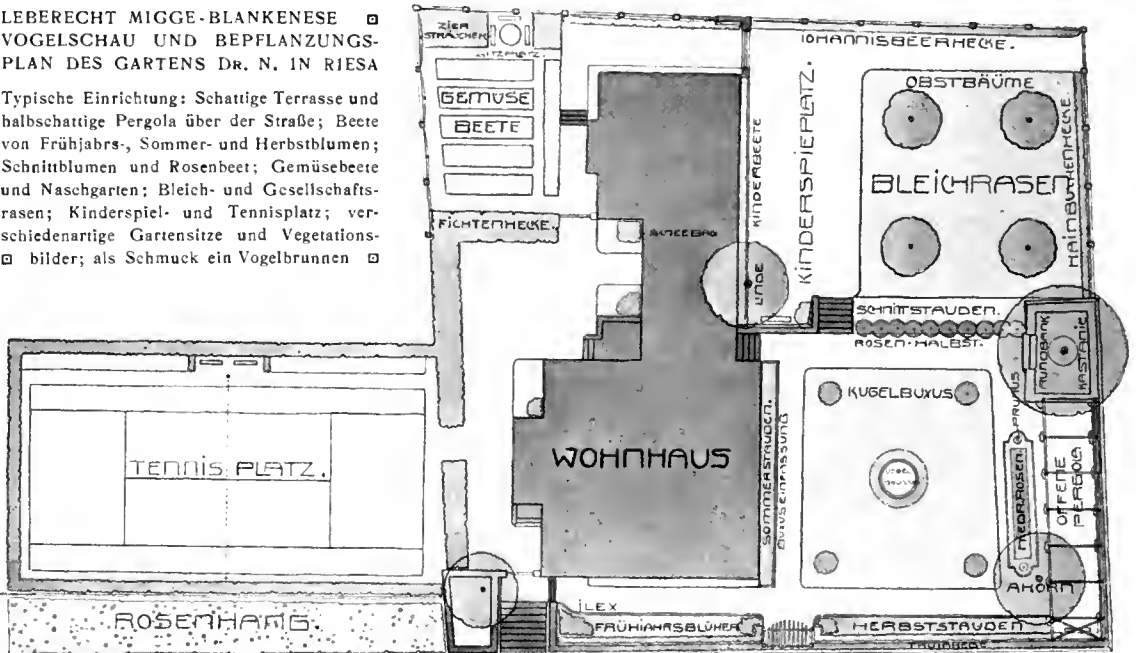 LEBERECHT MIGGE-BLANKENESE
VOGELSCHAU UND BEPFLANZUNGS-
PLAN DES GARTENS DR. N. IN RIESA
Typische Einrichtung: Schattige Terrasse und
halbschattige Pergola über der Straße; Beete
von Frühjahrs-, Sommer- und Herbstblumen;
Schnittblumen und Rosenbeet; Gemüsebeete
und Naschgarten; Bleich- und Gesellschafts-
rasen; Kinderspiel- und Tennisplatz; ver-
schiedenartige Gartensitze und Vegetations-
bilder; als Schmuck ein Vogelbrunnen
ZIER
STRÄUCHER
SITZPLATZ
GEMÜSE
BEETE
FICHTENHECKE.
KINDERBEETE
LINDE
KINDERSPIELPLATZ.
IOHANNISBEERHECKE.
OBSTBÄUME
BLEICHRASEN
HAINBUCHENHECKE.
SCHNITTSTAUDEN.
ROSEN-HALBST.
RUNDBANK
KASTANIE
KUGELBUXUS
PRUNUS
NIEDR.ROSEN.
OFFENE
PERGOLA
AHORN
WOHNHAUS
SOMMERSTAUDEN.
BUXUSEINFASSUNG
VOGEL
TENNIS PLATZ.
ROSENHANG.
ILEX
FRÜHIAHRSBLÜHER
HERBSTSTAUDEN